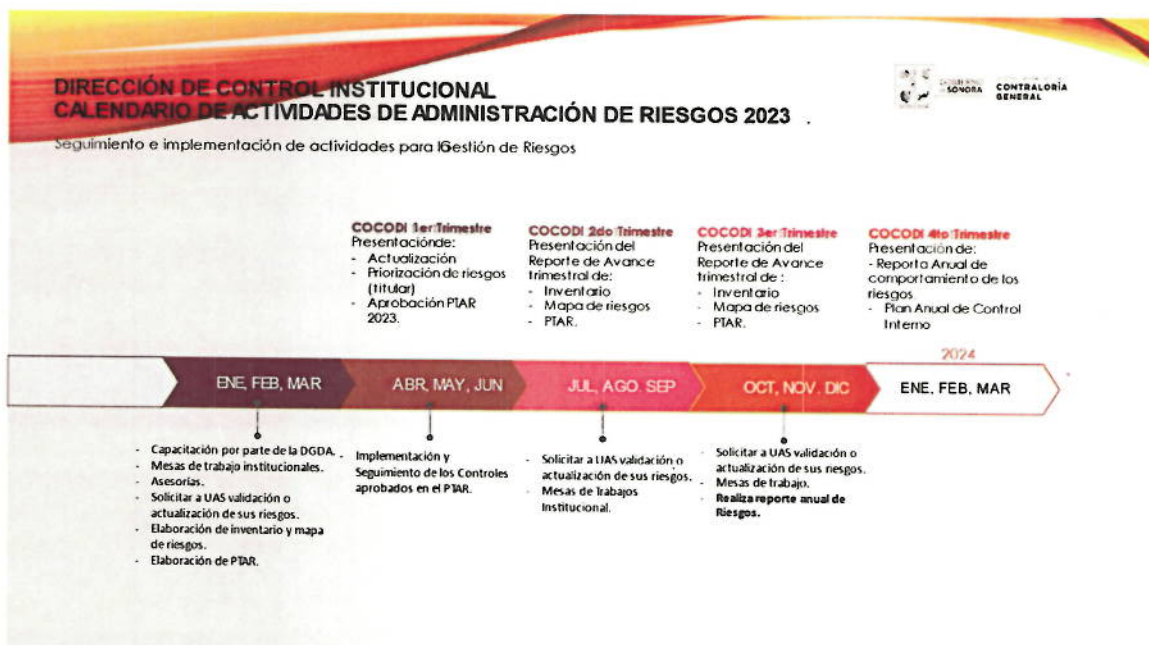 DIRECCIÓN DE CONTROL INSTITUCIONAL
CALENDARIO DE ACTIVIDADES DE ADMINISTRACIÓN DE RIESGOS 2023
Seguimiento e implementación de actividades para lGestión de Riesgos
SONORA
CONTRALORÍA
GENERAL
COCODI 1er Trimestre
Presentaciónde:
- Actualización
- Priorización de riesgos
(titular)
- Aprobación PTAR
2023.
COCODI 2do Trimestre
Presentación del
Reporte de Avance
trimestral de:
- Inventario
- Mapa de riesgos
- PTAR.
COCODI 3er Trimestre
Presentación del
Reporte de Avance
trimestral de :
- Inventario
- Mapa de riesgos
- PTAR.
COCODI 4to Trimestre
Presentación de:
- Reporta Anual de
comportamiento de los
riesgos
- Plan Anual de Control
Interno
2024
ENE, FEB, MAR
ABR, MAY, JUN
JUL, AGO. SEP
OCT, NOV. DIC
ENE, FEB, MAR
- Capacitación por parte de la DGDA.
- Mesas de trabajo institucionales.
- Asesorías.
- Solicitar a UAS validación o
actualización de sus riesgos.
- Elaboración de inventario y mapa
de riesgos.
- Elaboración de PTAR.
- Implementación y
Seguimiento de los Controles
aprobados en el PTAR.
- Solicitar a UAS validación o
actualización de sus riesgos.
- Mesas de Trabajos
Institucional.
- Solicitar a UAS validación o
actualización de sus riesgos.
- Mesas de trabajo.
- Realiza reporte anual de
Riesgos.